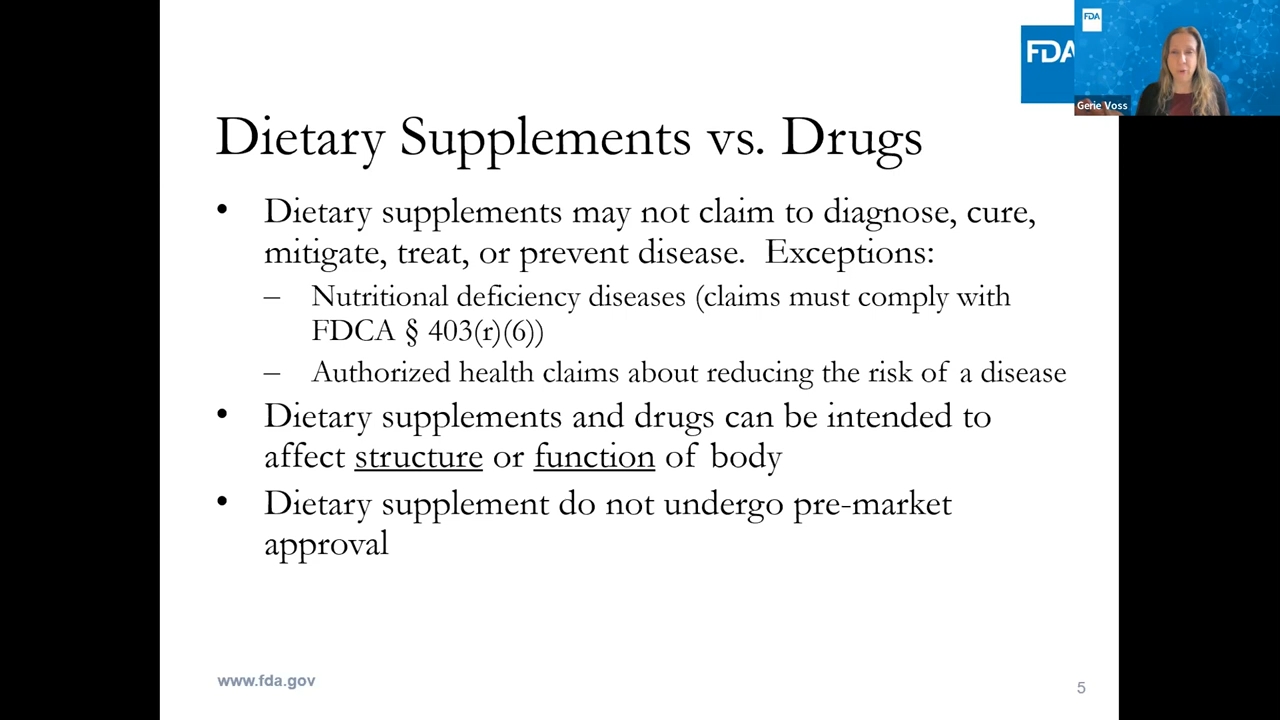 FDA
FDA
Gerie Voss
Dietary Supplements vs. Drugs
• Dietary supplements may not claim to diagnose, cure,
mitigate, treat, or prevent disease.  Exceptions:
– Nutritional deficiency diseases (claims must comply with
FDCA § 403(r)(6))
– Authorized health claims about reducing the risk of a disease
• Dietary supplements and drugs can be intended to
affect structure or function of body
• Dietary supplement do not undergo pre-market
approval
www.fda.gov
5